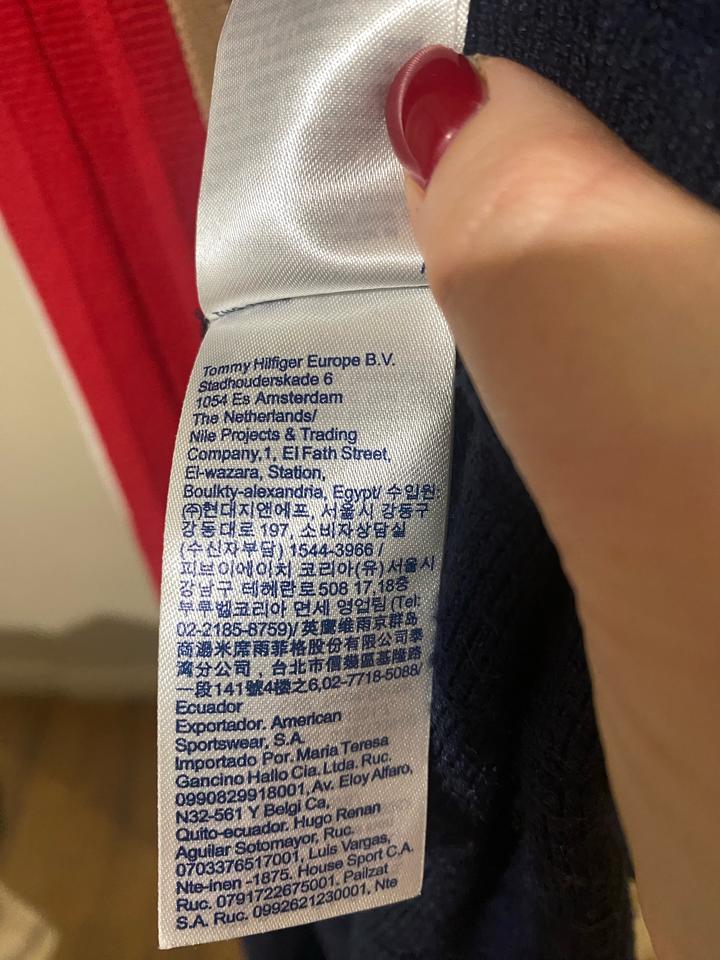 Tommy Hilfiger Europe B.V.
Stadhouderskade 6
1054 Es Amsterdam
The Netherlands/
Nile Projects & Trading
Company,1, El Fath Street,
El-wazara, Station,
Boulkty-alexandria, Egypt/ 수입원:
(주)현대지앤에프, 서울시 강동구
강동대로 197, 소비자상담실
(수신자부담) 1544-3966 /
피브이에이치 코리아(유)서울시
강남구 테헤란로508 17,18층
부루벨코리아 면세 영업팀 (Tel:
02-2185-8759)/ 英屬維爾京群島
商湯米席爾菲格股份有限公司泰
灣分公司 , 台北市信義區基隆路
一段141號4樓之6,02-7718-5088/
Ecuador
Exportador. American
Sportswear, S.A.
Importado Por. Maria Teresa
Gancino Hallo Cia. Ltda. Ruc.
0990829918001, Av. Eloy Alfaro,
N32-561 Y Belgi Ca,
Quito-ecuador. Hugo Renan
Aguilar Sotomayor, Ruc.
0703376517001, Luis Vargas,
Nte-inen -1875. House Sport C.A.
Ruc. 0791722675001, Pailzat
S.A. Ruc. 0992621230001, Nte